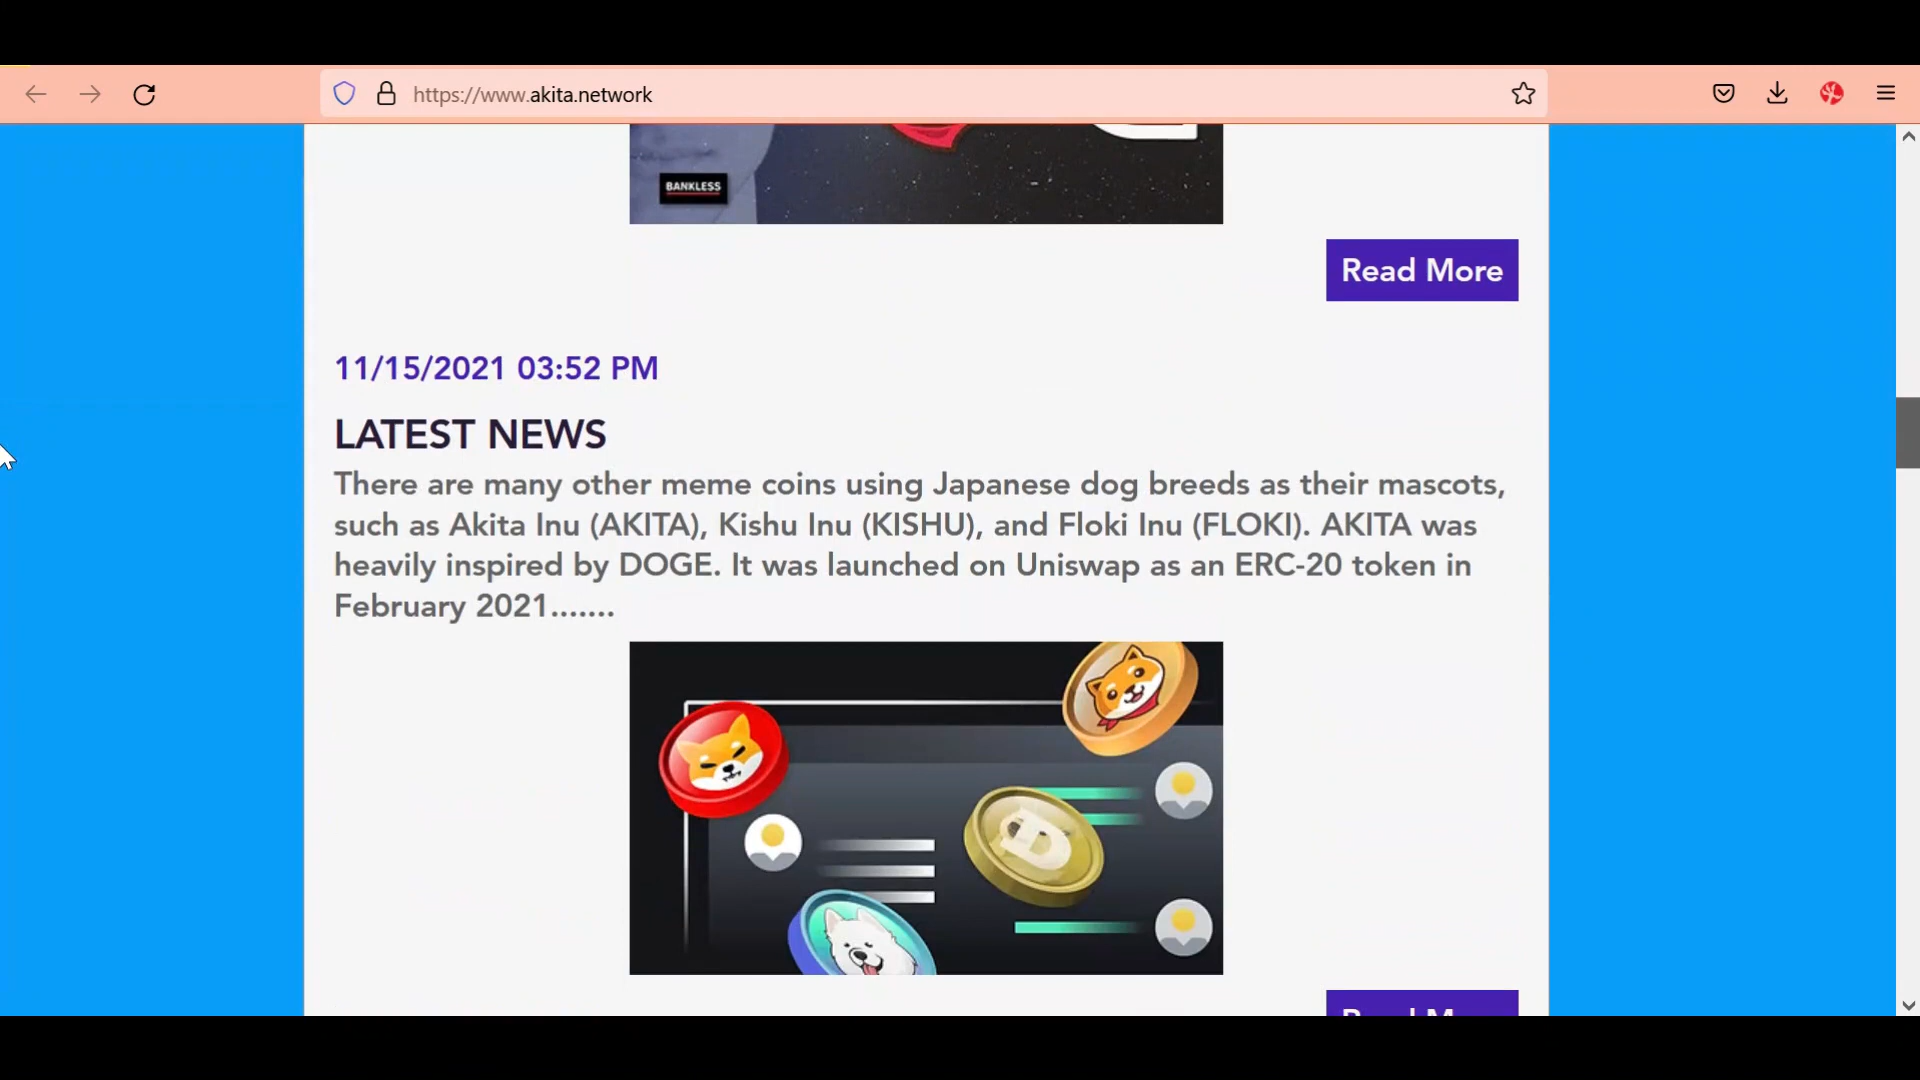 https://www.akita.network
BANKLESS
Read More
11/15/2021 03:52 PM
LATEST NEWS
There are many other meme coins using Japanese dog breeds as their mascots,
such as Akita Inu (AKITA), Kishu Inu (KISHU), and Floki Inu (FLOKI). AKITA was
heavily inspired by DOGE. It was launched on Uniswap as an ERC-20 token in
February 2021.......